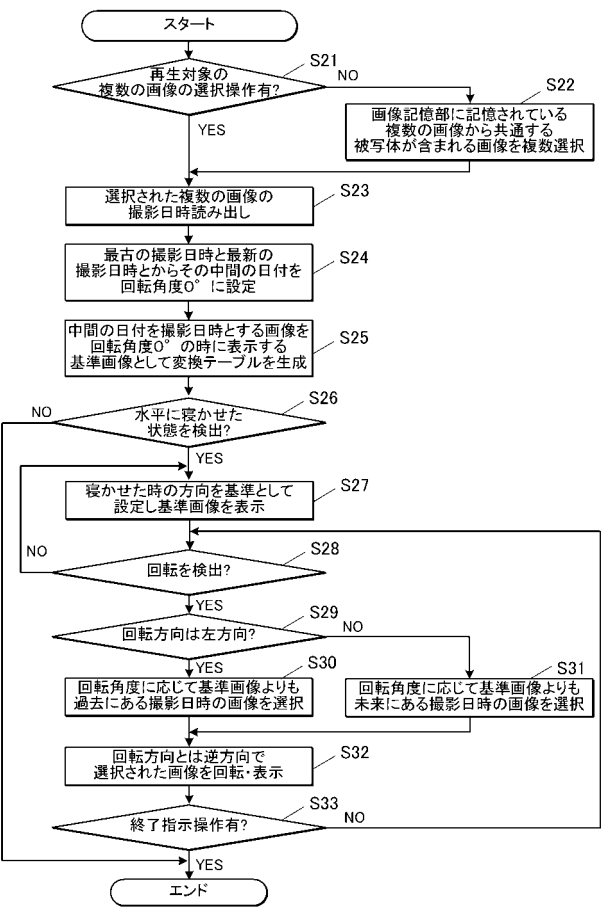 スタート
S21
再生対象の
複数の画像の選択操作有?
NO
YES
S22
画像記憶部に記憶されている
複数の画像から共通する
被写体が含まれる画像を複数選択
S23
選択された複数の画像の
撮影日時読み出し
S24
最古の撮影日時と最新の
撮影日時とからその中間の日付を
回転角度0°に設定
S25
中間の日付を撮影日時とする画像を
回転角度0°の時に表示する
基準画像として変換テーブルを生成
S26
水平に寝かせた
状態を検出?
NO
YES
S27
寝かせた時の方向を基準として
設定し基準画像を表示
S28
回転を検出?
NO
YES
S29
回転方向は左方向?
NO
YES
S30
回転角度に応じて基準画像よりも
過去にある撮影日時の画像を選択
S31
回転角度に応じて基準画像よりも
未来にある撮影日時の画像を選択
S32
回転方向とは逆方向で
選択された画像を回転・表示
S33
終了指示操作有?
NO
YES
エンド